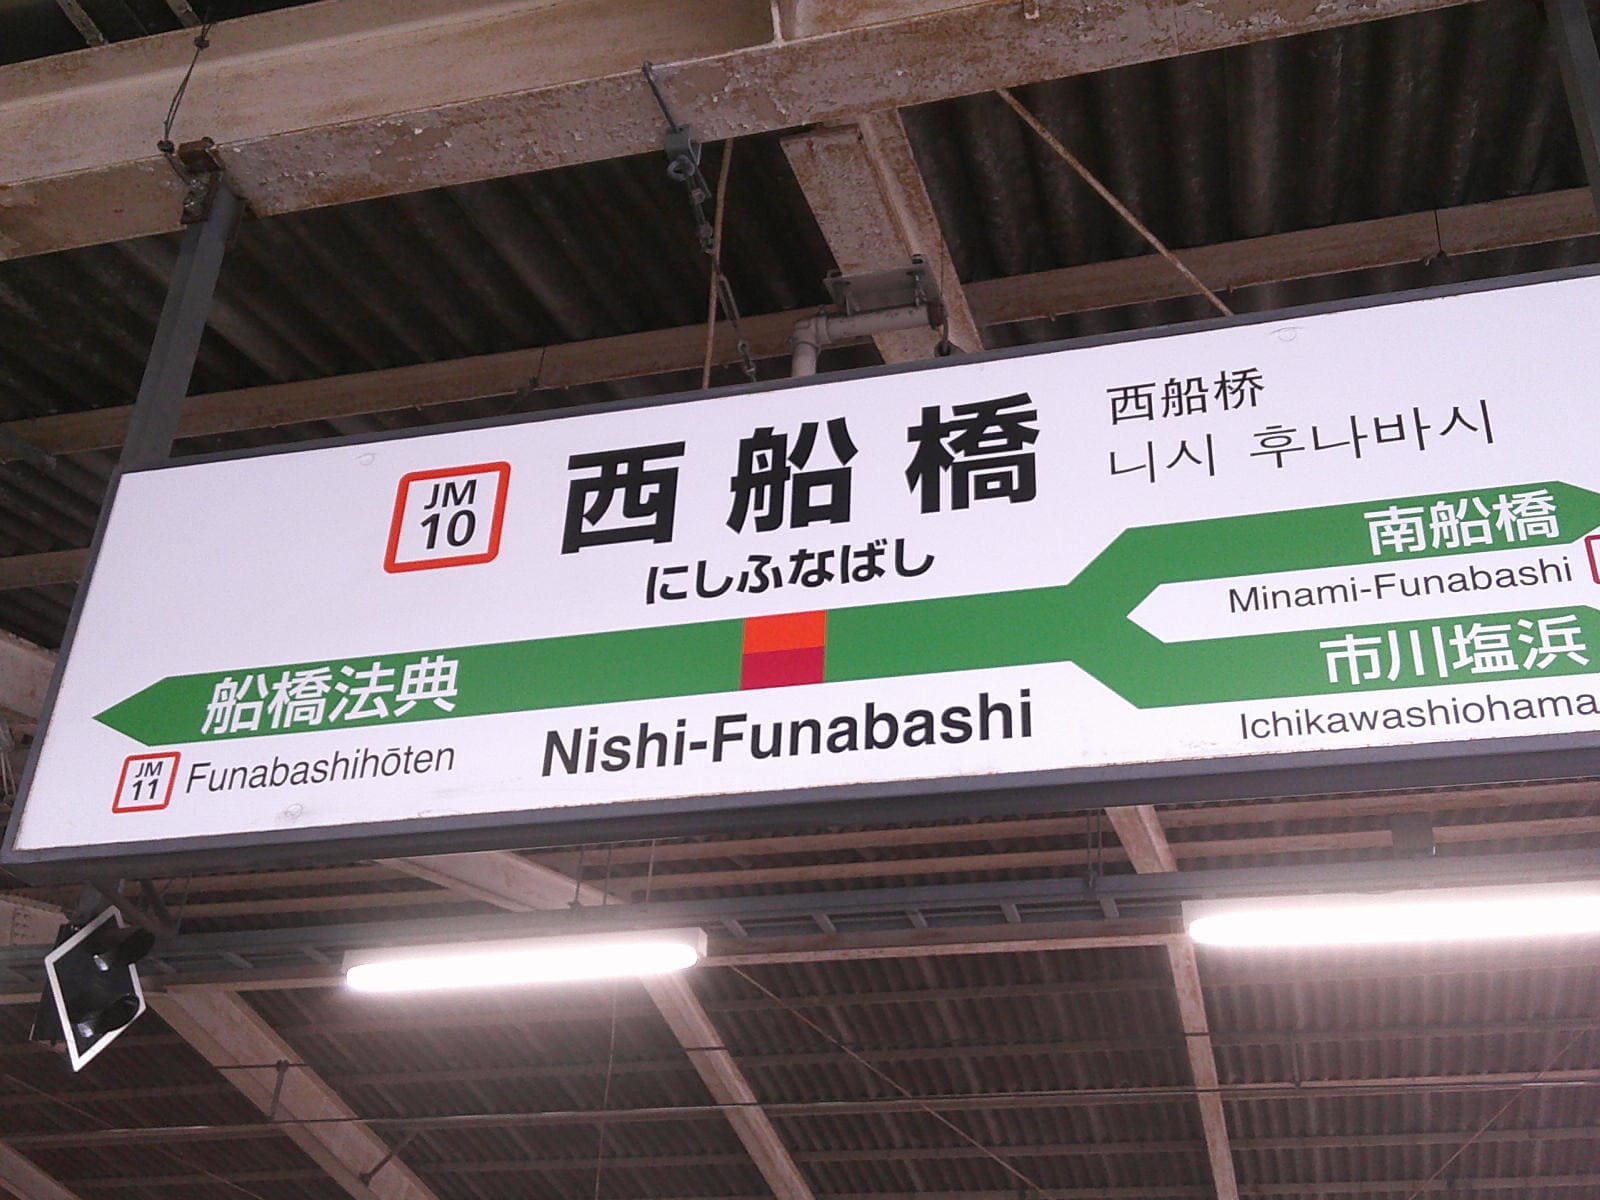 JM
10
西船橋
西船桥
니시 후나바시
にしふなばし
南船橋
Minami-Funabashi
市川塩浜
Ichikawashiohama
船橋法典
JM
11
Funabashihōten
Nishi-Funabashi